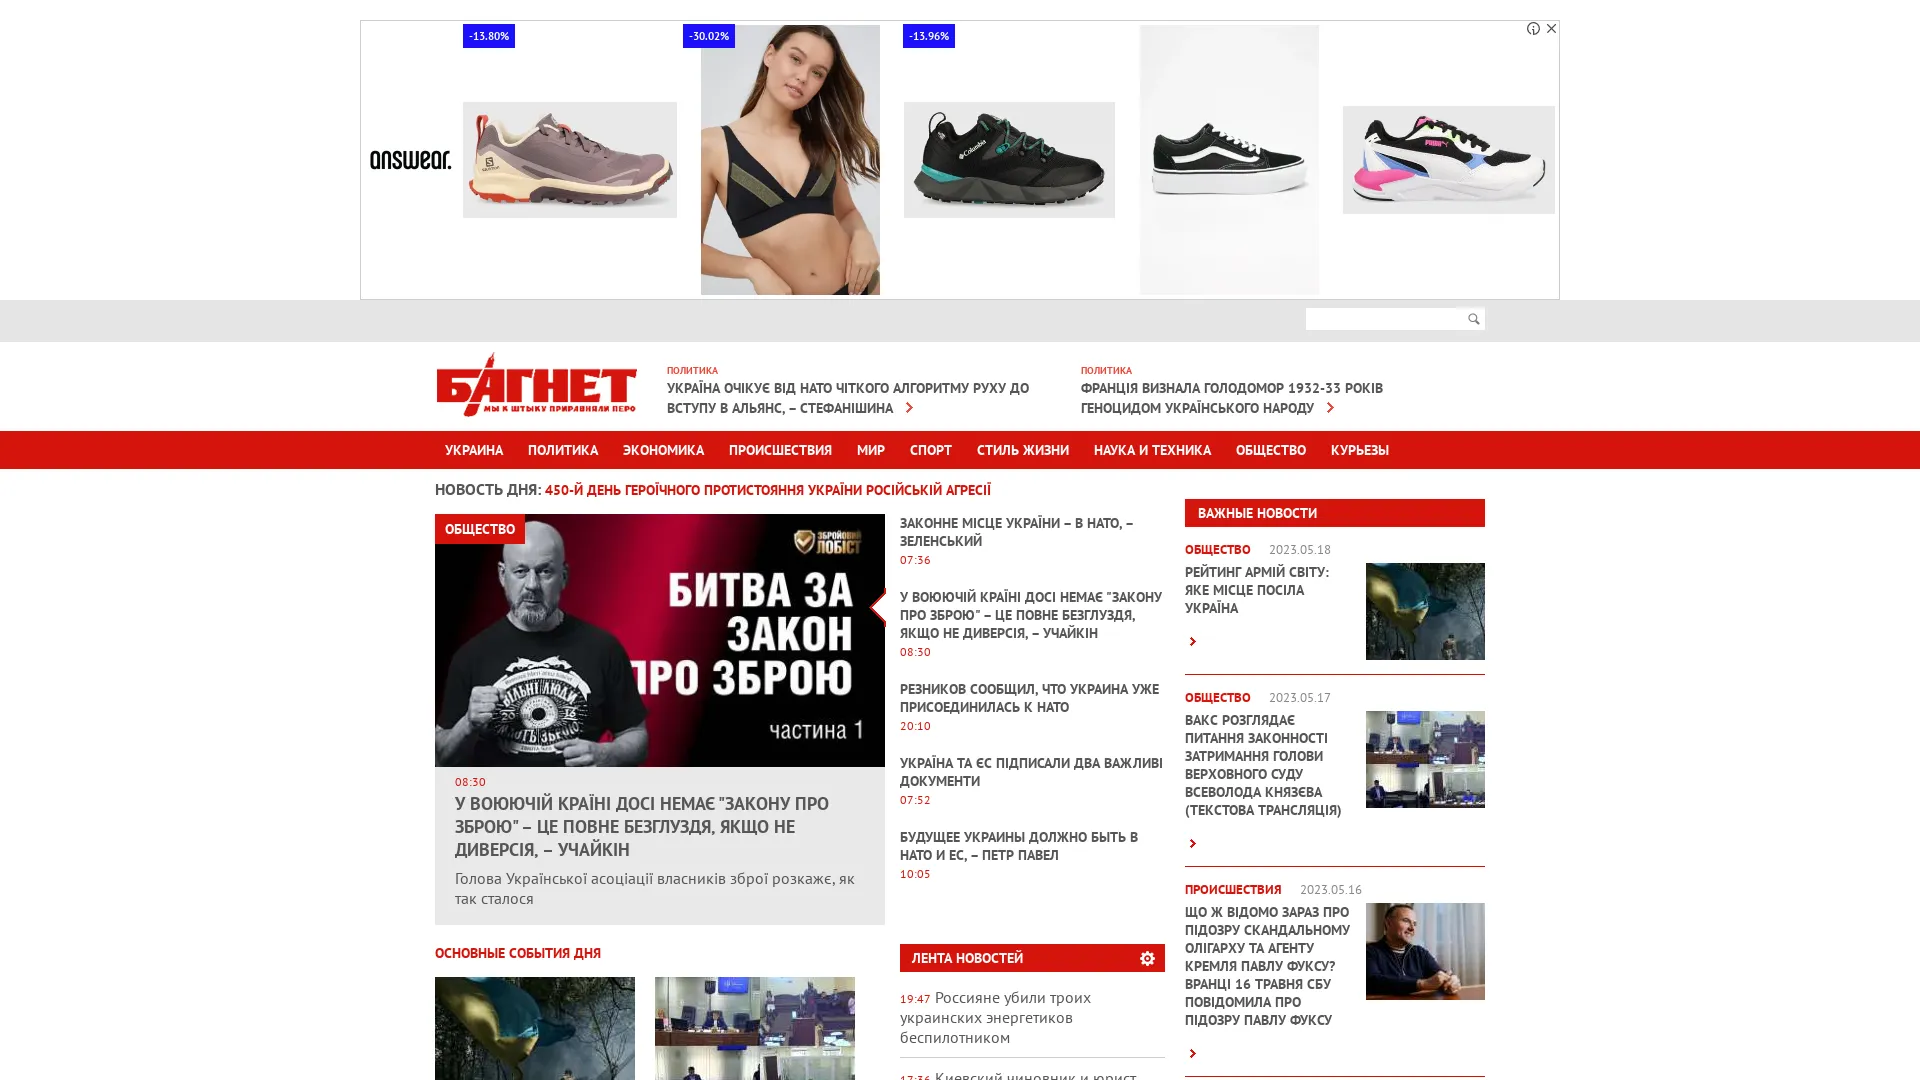 -13.80%
-30.02%
-13.96%
answear.
Columbia
PUMA
БАГНЕТ
МЫ К ШТЫКУ ПРИРАВНЯЛИ ПЕРО
ПОЛИТИКА
УКРАЇНА ОЧІКУЄ ВІД НАТО ЧІТКОГО АЛГОРИТМУ РУХУ ДО
ВСТУПУ В АЛЬЯНС, – СТЕФАНІШИНА
ПОЛИТИКА
ФРАНЦІЯ ВИЗНАЛА ГОЛОДОМОР 1932-33 РОКІВ
ГЕНОЦИДОМ УКРАЇНСЬКОГО НАРОДУ
УКРАИНА ПОЛИТИКА ЭКОНОМИКА ПРОИСШЕСТВИЯ МИР СПОРТ СТИЛЬ ЖИЗНИ НАУКА И ТЕХНИКА ОБЩЕСТВО КУРЬЕЗЫ
НОВОСТЬ ДНЯ: 450-Й ДЕНЬ ГЕРОЇЧНОГО ПРОТИСТОЯННЯ УКРАЇНИ РОСІЙСЬКІЙ АГРЕСІЇ
ОБЩЕСТВО
ЗБРОЙОВИЙ
ЛОБІСТ
БИТВА ЗА
ЗАКОН
ПРО ЗБРОЮ
частина 1
08:30
У ВОЮЮЧІЙ КРАЇНІ ДОСІ НЕМАЄ "ЗАКОНУ ПРО
ЗБРОЮ" – ЦЕ ПОВНЕ БЕЗГЛУЗДЯ, ЯКЩО НЕ
ДИВЕРСІЯ, – УЧАЙКІН
Голова Української асоціації власників зброї розкаже, як
так сталося
ЗАКОННЕ МІСЦЕ УКРАЇНИ – В НАТО, –
ЗЕЛЕНСЬКИЙ
07:36
У ВОЮЮЧІЙ КРАЇНІ ДОСІ НЕМАЄ "ЗАКОНУ
ПРО ЗБРОЮ" – ЦЕ ПОВНЕ БЕЗГЛУЗДЯ,
ЯКЩО НЕ ДИВЕРСІЯ, – УЧАЙКІН
08:30
РЕЗНИКОВ СООБЩИЛ, ЧТО УКРАИНА УЖЕ
ПРИСОЕДИНИЛАСЬ К НАТО
20:10
УКРАЇНА ТА ЄС ПІДПИСАЛИ ДВА ВАЖЛИВІ
ДОКУМЕНТИ
07:52
БУДУЩЕЕ УКРАИНЫ ДОЛЖНО БЫТЬ В
НАТО И ЕС, – ПЕТР ПАВЕЛ
10:05
ОСНОВНЫЕ СОБЫТИЯ ДНЯ
ЛЕНТА НОВОСТЕЙ
19:47 Россияне убили троих
украинских энергетиков
беспилотником
17:36 Киевский чиновник и юрист
ВАЖНЫЕ НОВОСТИ
ОБЩЕСТВО 2023.05.18
РЕЙТИНГ АРМІЙ СВІТУ:
ЯКЕ МІСЦЕ ПОСІЛА
УКРАЇНА
ОБЩЕСТВО 2023.05.17
ВАКС РОЗГЛЯДАЄ
ПИТАННЯ ЗАКОННОСТІ
ЗАТРИМАННЯ ГОЛОВИ
ВЕРХОВНОГО СУДУ
ВСЕВОЛОДА КНЯЗЄВА
(ТЕКСТОВА ТРАНСЛЯЦІЯ)
ПРОИСШЕСТВИЯ 2023.05.16
ЩО Ж ВІДОМО ЗАРАЗ ПРО
ПІДОЗРУ СКАНДАЛЬНОМУ
ОЛІГАРХУ ТА АГЕНТУ
КРЕМЛЯ ПАВЛУ ФУКСУ?
ВРАНЦІ 16 ТРАВНЯ СБУ
ПОВІДОМИЛА ПРО
ПІДОЗРУ ПАВЛУ ФУКСУ